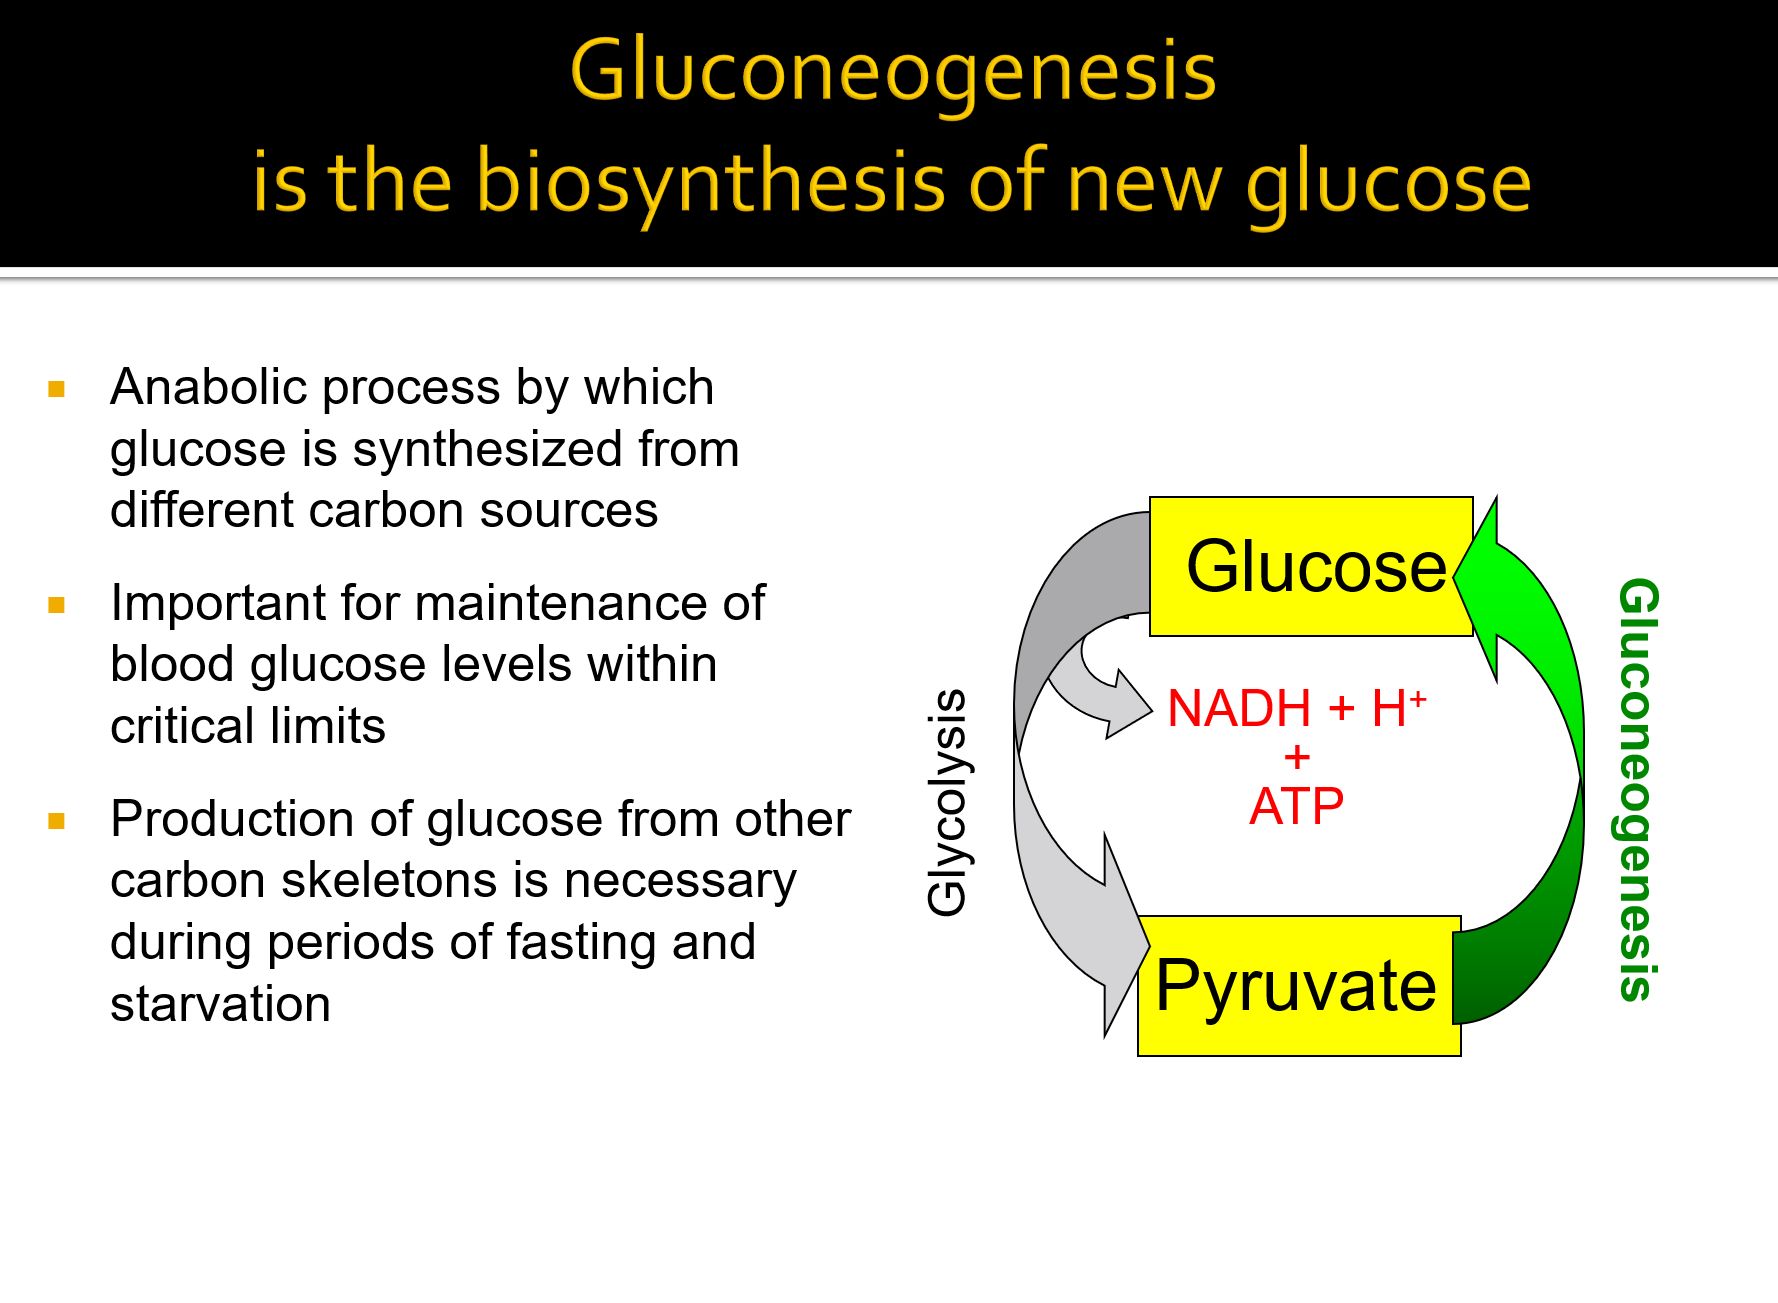 Gluconeogenesis
is the biosynthesis of new glucose
Anabolic process by which
glucose is synthesized from
different carbon sources
Important for maintenance of
blood glucose levels within
critical limits
Production of glucose from other
carbon skeletons is necessary
during periods of fasting and
starvation
Glycolysis
Glucose
NADH + H⁺
+
ATP
Pyruvate
Gluconeogenesis